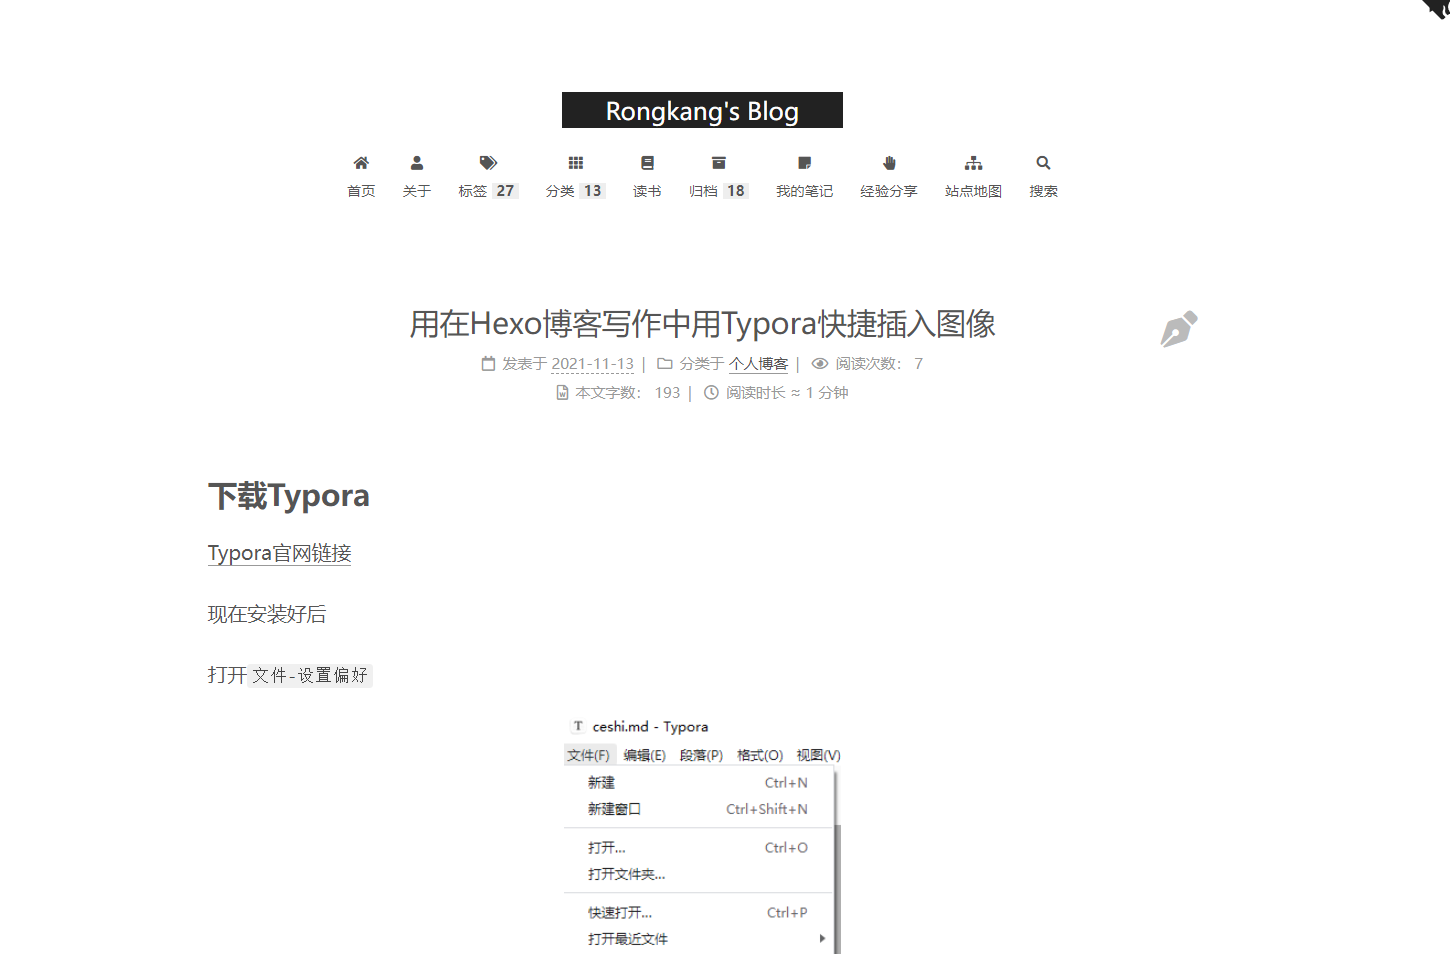 Rongkang's Blog
首页 关于 标签 27 分类 13 读书 归档 18 我的笔记 经验分享 站点地图 搜索
用在Hexo博客写作中用Typora快捷插入图像
发表于 2021-11-13 | 分类于 个人博客 | 阅读次数： 7
本文字数： 193 | 阅读时长 ≈ 1 分钟
下载Typora
Typora官网链接
现在安装好后
打开文件-设置偏好
T ceshi.md - Typora
文件(F) 编辑(E) 段落(P) 格式(O) 视图(V)
新建 Ctrl+N
新建窗口 Ctrl+Shift+N
打开... Ctrl+O
打开文件夹...
快速打开... Ctrl+P
打开最近文件